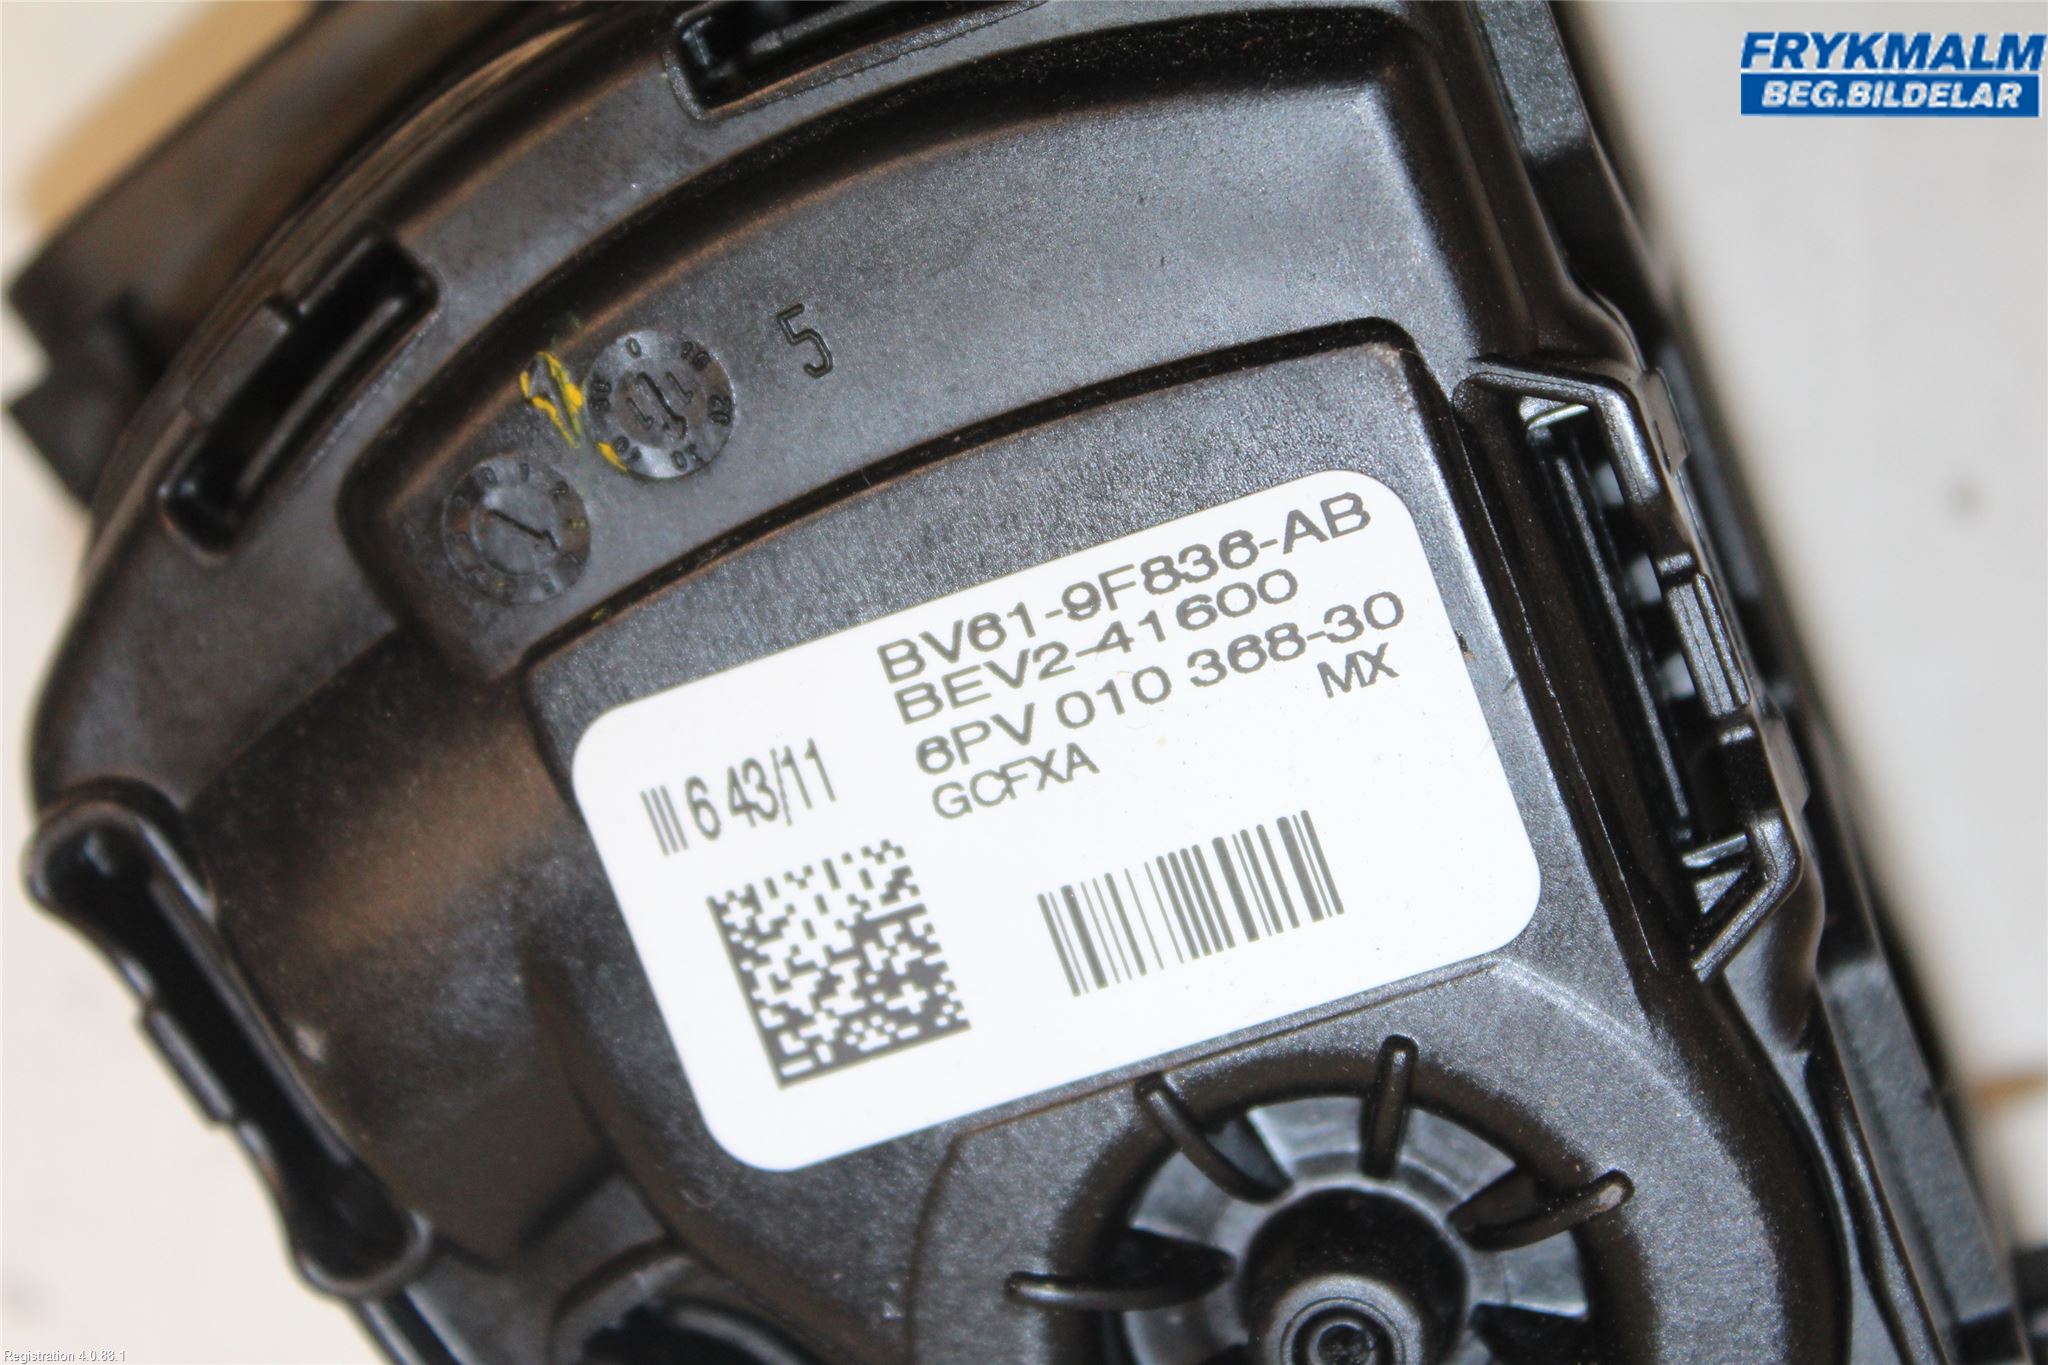 FRYKMALM
BEG.BILDELAR
5
BV61-9F836-AB
BEV2-41600
6PV 010 368-30
MX
GCFXA
6 43/11
Registration 4.0.88.1